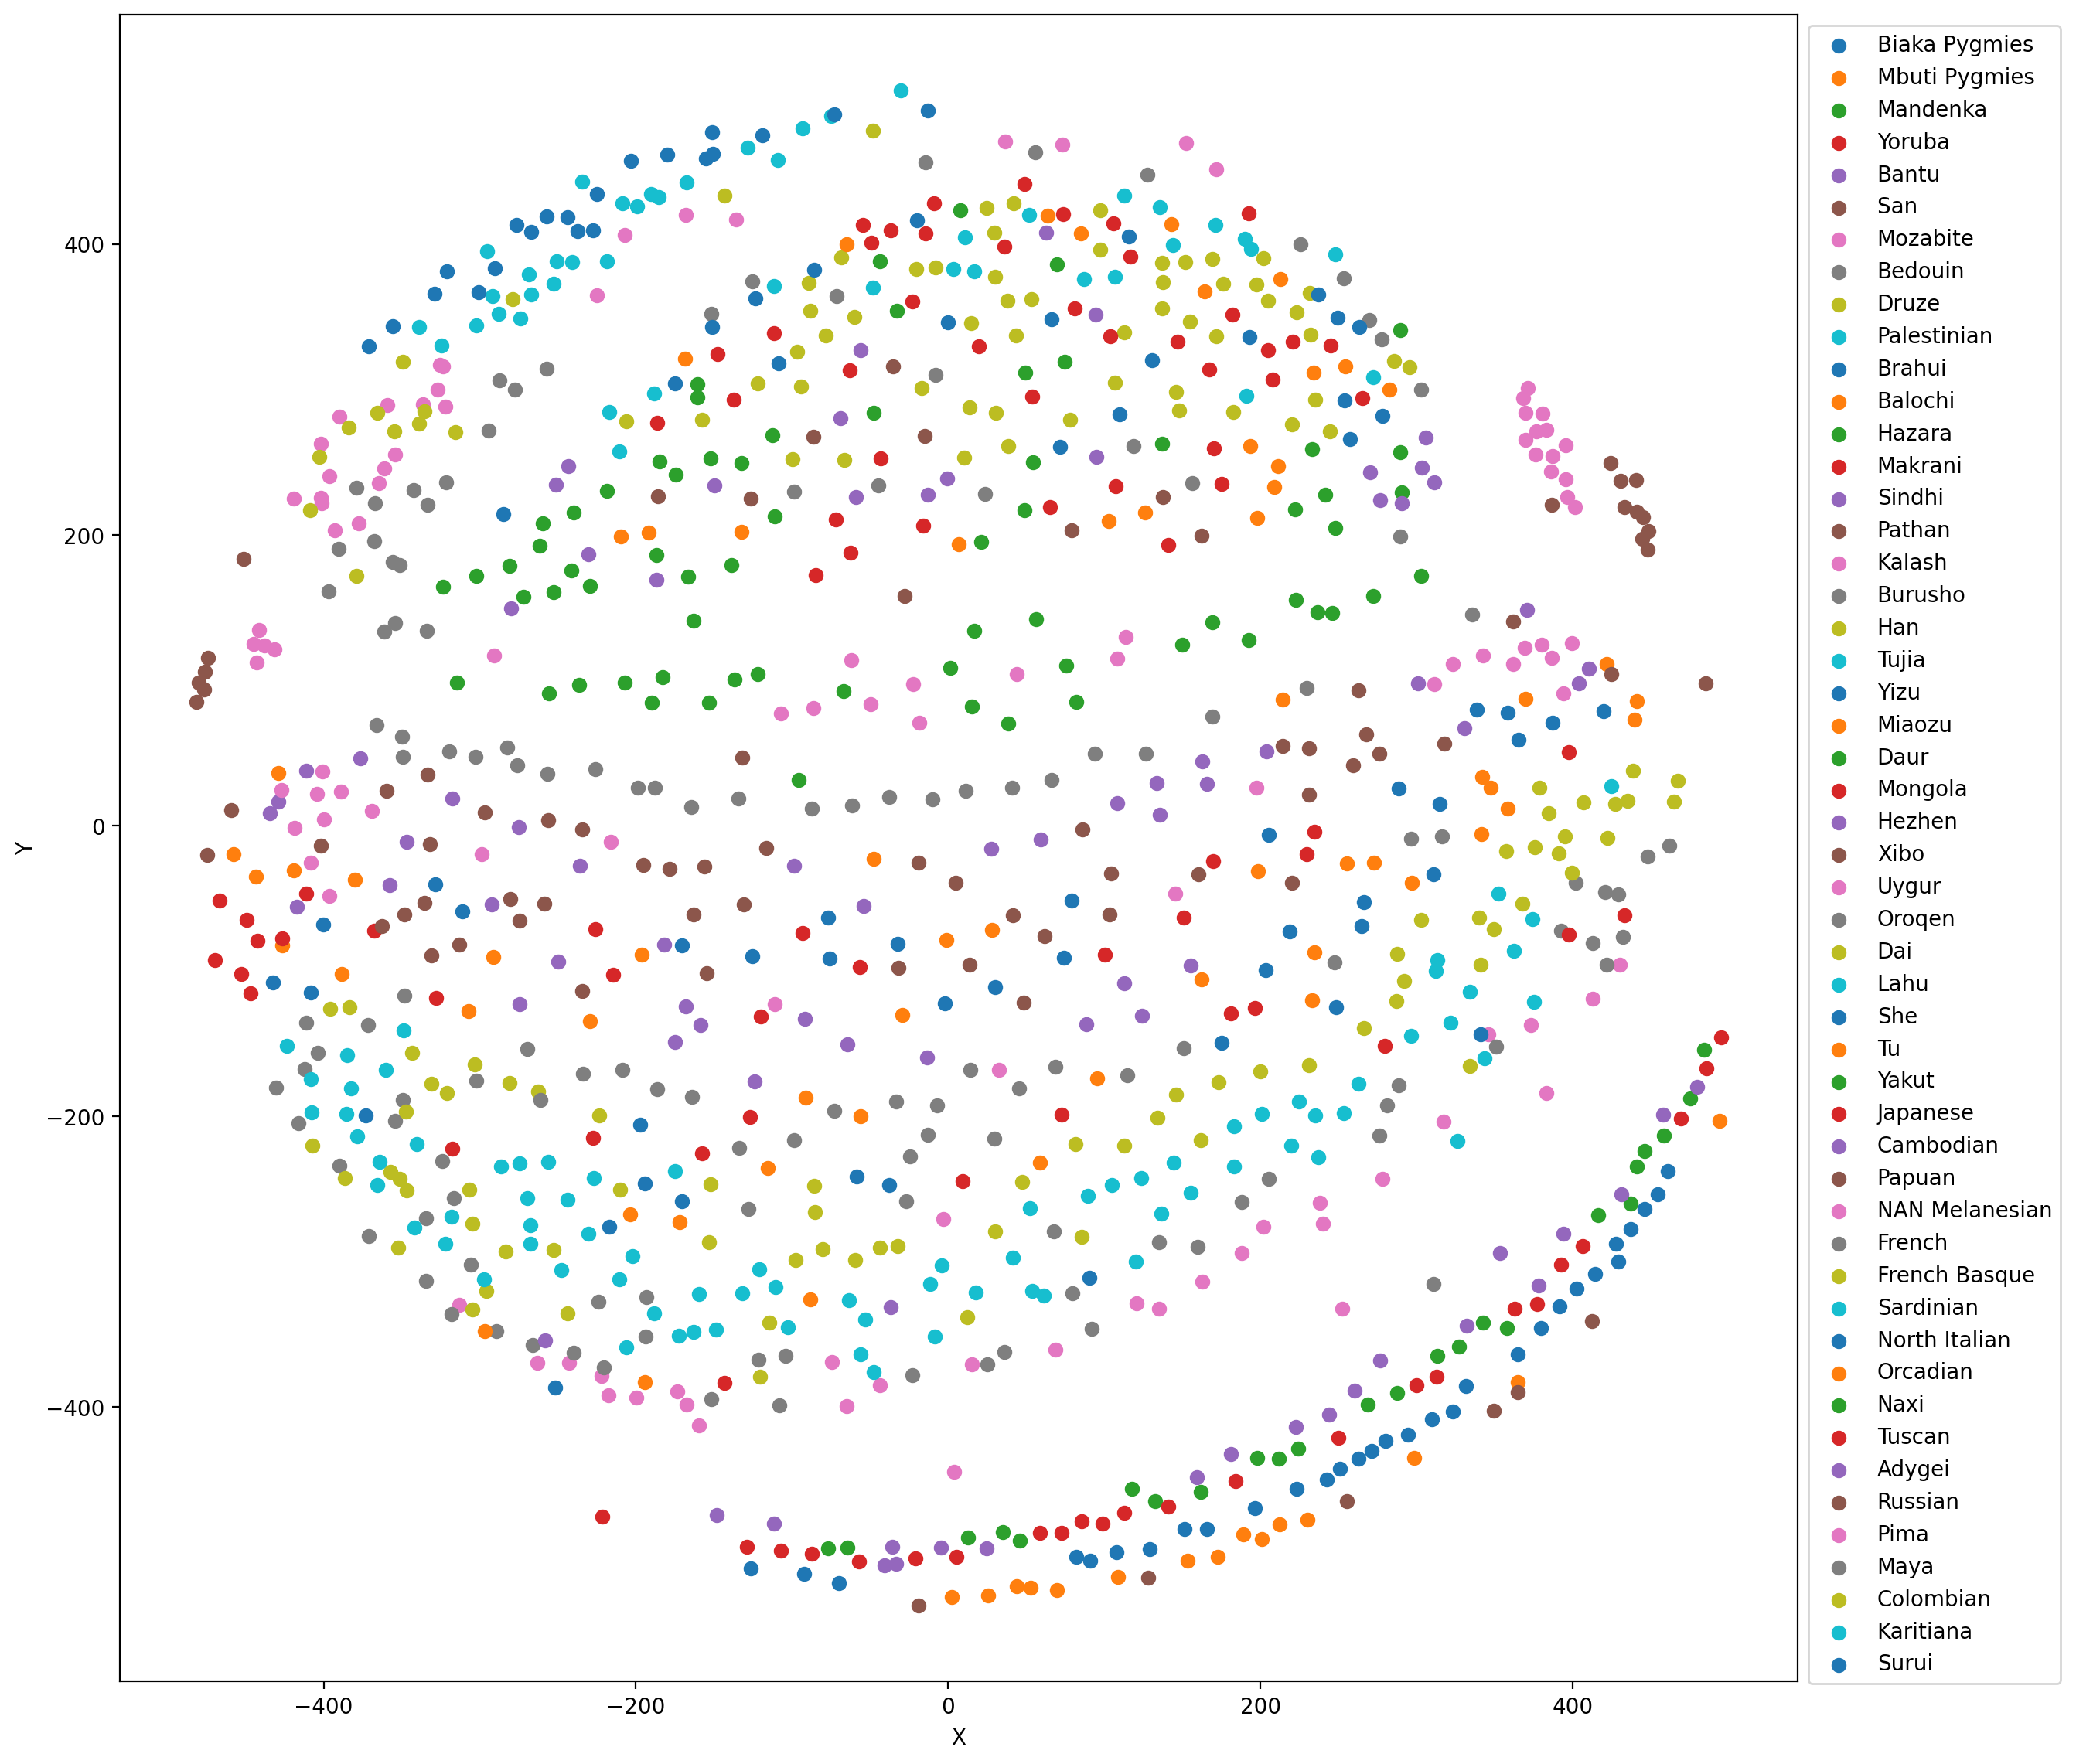 400
200
0
−200
−400
Y
−400
−200
0
200
400
X
Biaka Pygmies
Mbuti Pygmies
Mandenka
Yoruba
Bantu
San
Mozabite
Bedouin
Druze
Palestinian
Brahui
Balochi
Hazara
Makrani
Sindhi
Pathan
Kalash
Burusho
Han
Tujia
Yizu
Miaozu
Daur
Mongola
Hezhen
Xibo
Uygur
Oroqen
Dai
Lahu
She
Tu
Yakut
Japanese
Cambodian
Papuan
NAN Melanesian
French
French Basque
Sardinian
North Italian
Orcadian
Naxi
Tuscan
Adygei
Russian
Pima
Maya
Colombian
Karitiana
Surui